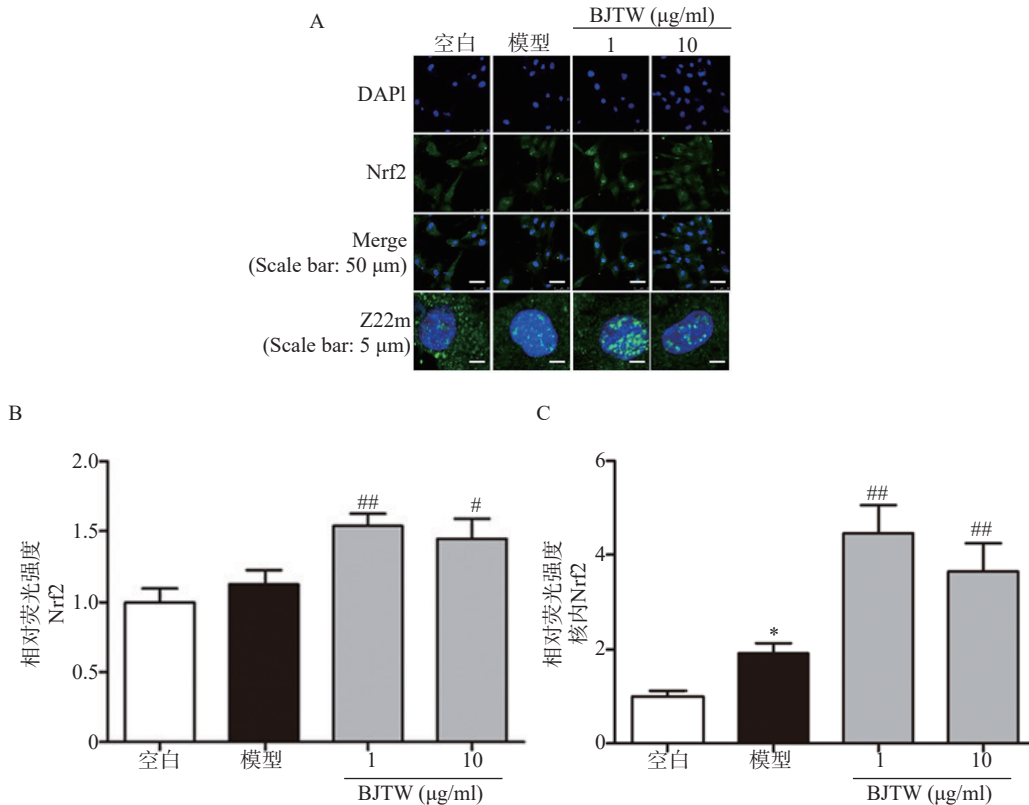 A
BJTW (μg/ml)
空白 模型 1 10
DAPl
Nrf2
Merge
(Scale bar: 50 μm)
Z22m
(Scale bar: 5 μm)
B
相对荧光强度
Nrf2
2.0
1.5
1.0
0.5
0
## #
空白 模型 1 10
BJTW (μg/ml)
C
相对荧光强度
核内Nrf2
6
4
2
0
* ## ##
空白 模型 1 10
BJTW (μg/ml)